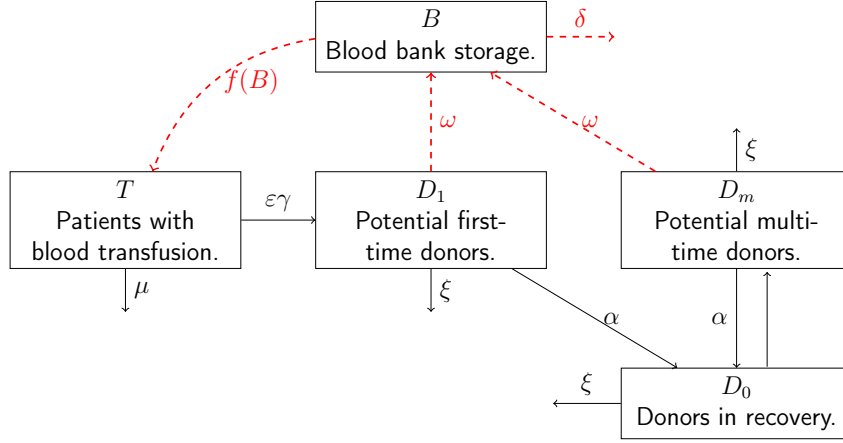 B
Blood bank storage.
δ
f(B)
ω
ω
ξ
T
Patients with
blood transfusion.
εγ
D₁
Potential first-
time donors.
Dₘ
Potential multi-
time donors.
μ
ξ
α
α
ξ
D₀
Donors in recovery.